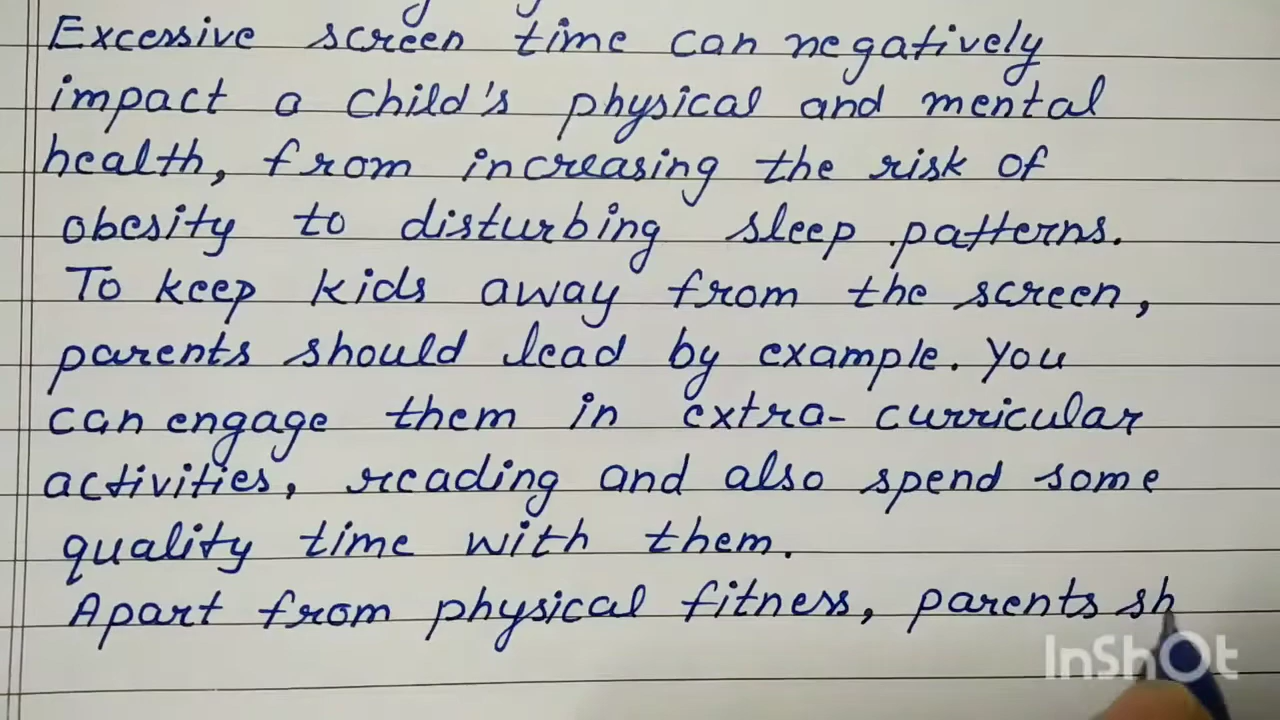 Excessive screen time can negatively
impact a child's physical and mental
health, from increasing the risk of
obesity to disturbing sleep patterns.
To keep kids away from the screen,
parents should lead by example. You
can engage them in extra-curricular
activities, reading and also spend some
quality time with them.
Apart from physical fitness, parents sh
InShOt